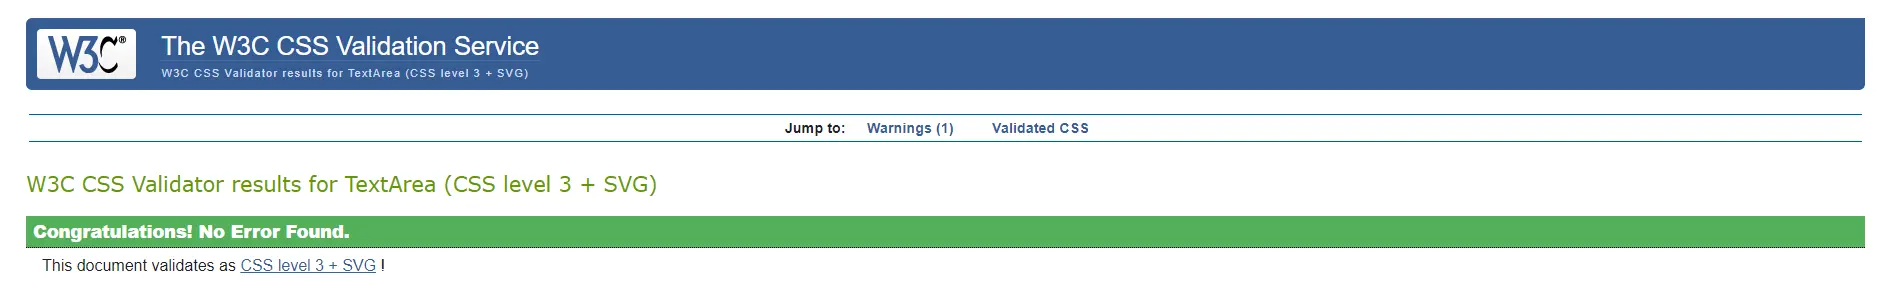 W3C®
The W3C CSS Validation Service
W3C CSS Validator results for TextArea (CSS level 3 + SVG)
Jump to: Warnings (1) Validated CSS
W3C CSS Validator results for TextArea (CSS level 3 + SVG)
Congratulations! No Error Found.
This document validates as CSS level 3 + SVG !